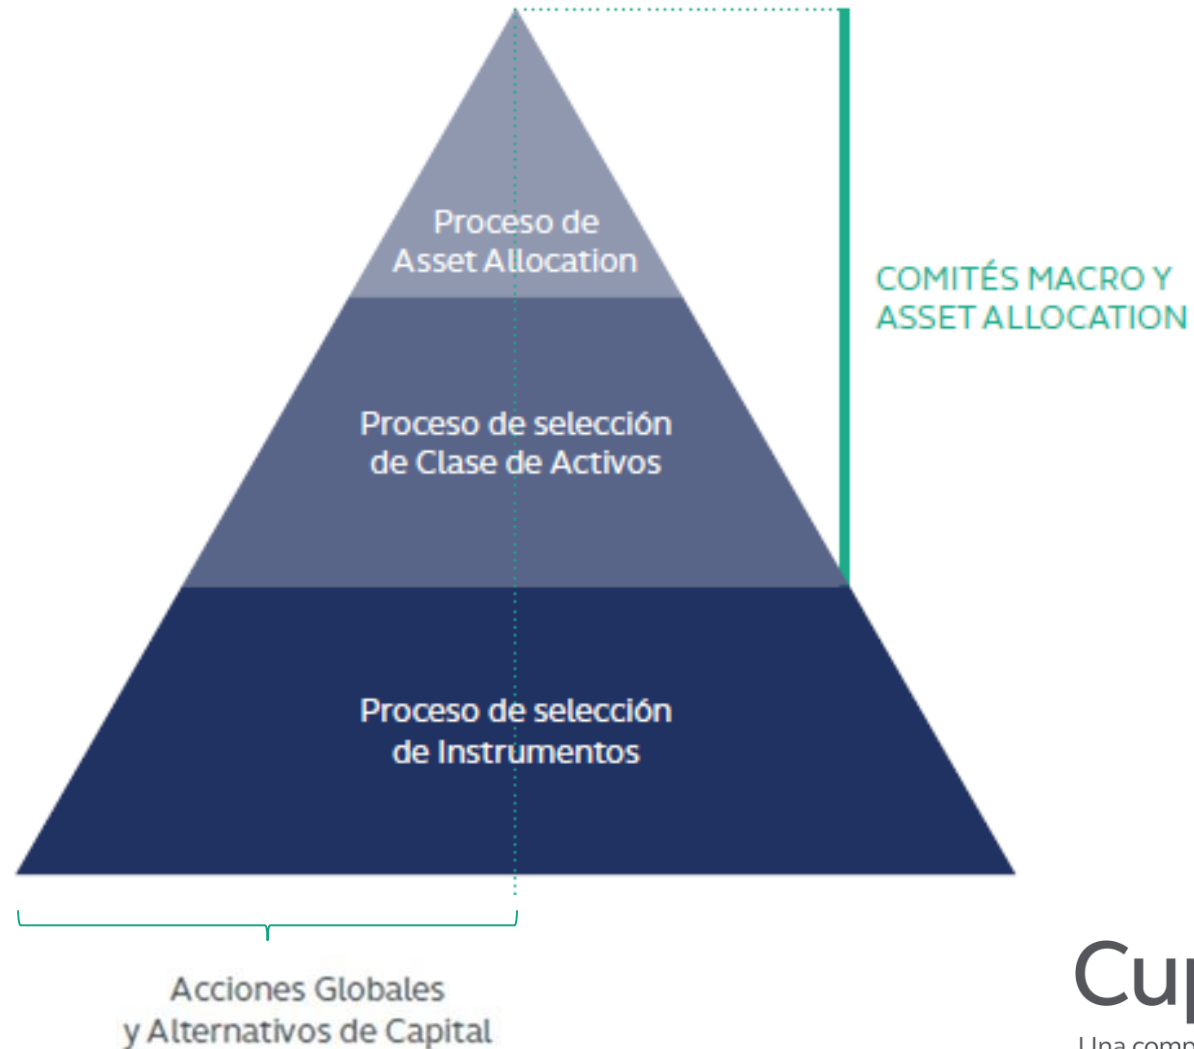 Proceso de
Asset Allocation
COMITÉS MACRO Y
ASSET ALLOCATION
Proceso de selección
de Clase de Activos
Proceso de selección
de Instrumentos
Acciones Globales
y Alternativos de Capital